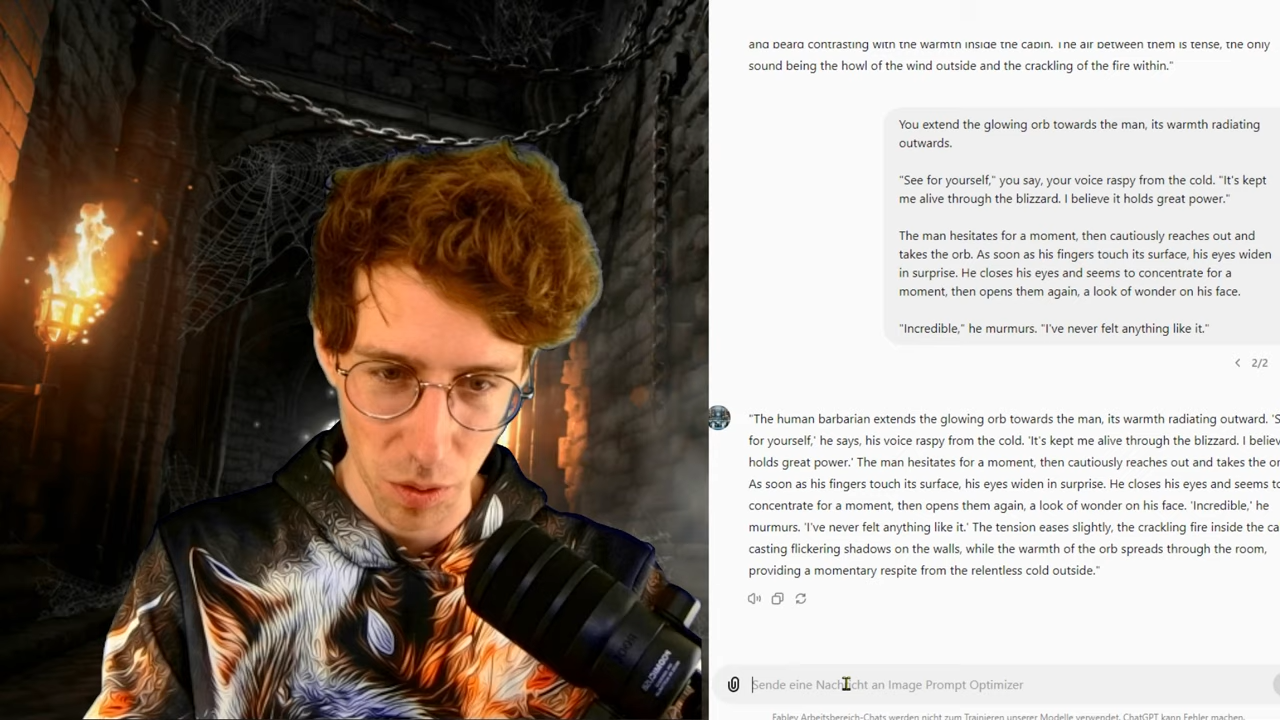 and beard contrasting with the warmth inside the cabin. The air between them is tense, the only
sound being the howl of the wind outside and the crackling of the fire within."
You extend the glowing orb towards the man, its warmth radiating
outwards.
"See for yourself," you say, your voice raspy from the cold. "It's kept
me alive through the blizzard. I believe it holds great power."
The man hesitates for a moment, then cautiously reaches out and
takes the orb. As soon as his fingers touch its surface, his eyes widen
in surprise. He closes his eyes and seems to concentrate for a
moment, then opens them again, a look of wonder on his face.
"Incredible," he murmurs. "I've never felt anything like it."
2/2
"The human barbarian extends the glowing orb towards the man, its warmth radiating outward. 'S
for yourself,' he says, his voice raspy from the cold. 'It's kept me alive through the blizzard. I believ
holds great power.' The man hesitates for a moment, then cautiously reaches out and takes the or
As soon as his fingers touch its surface, his eyes widen in surprise. He closes his eyes and seems to
concentrate for a moment, then opens them again, a look of wonder on his face. 'Incredible,' he
murmurs. 'I've never felt anything like it.' The tension eases slightly, the crackling fire inside the ca
casting flickering shadows on the walls, while the warmth of the orb spreads through the room,
providing a momentary respite from the relentless cold outside."
Sende eine Nachricht an Image Prompt Optimizer
Fabley Arbeitsbereich-Chats werden nicht zum Trainieren unserer Modelle verwendet. ChatGPT kann Fehler machen.